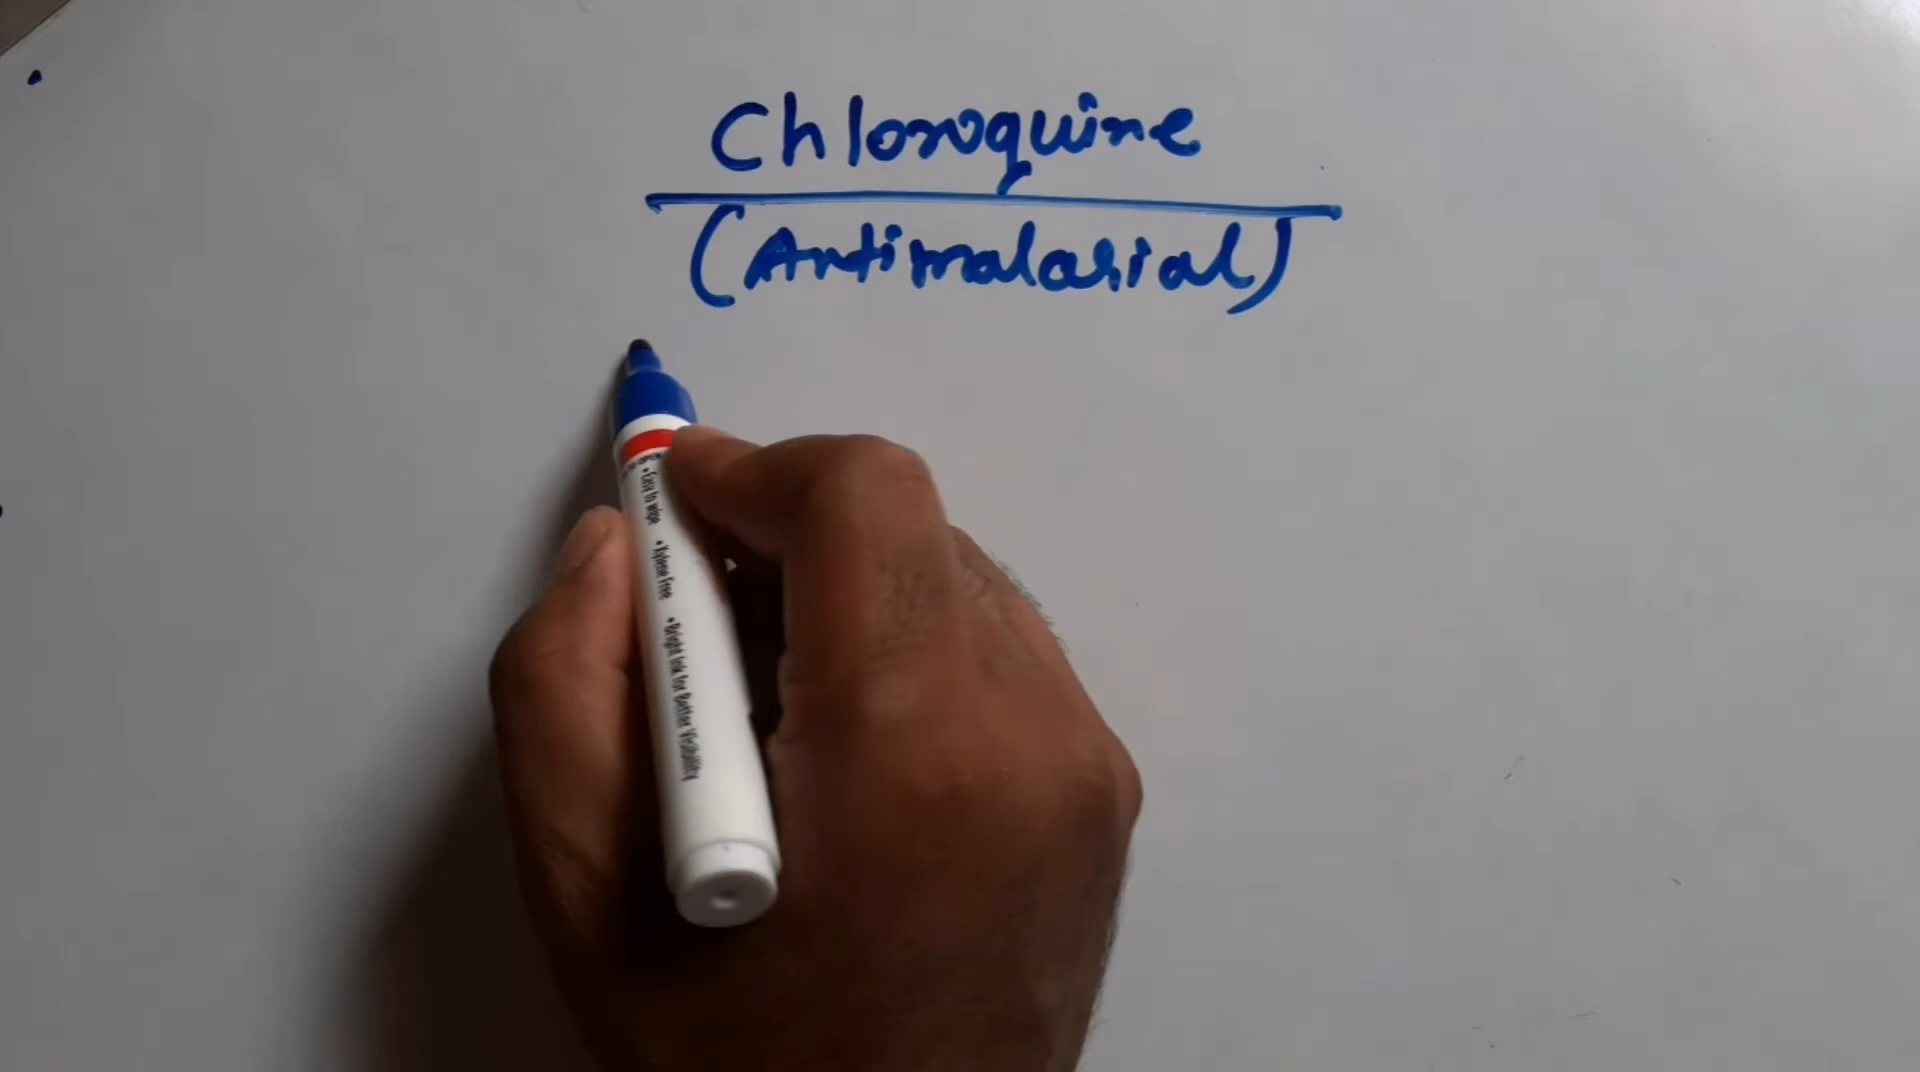 Chloroquine
(Antimalarial)
• Easy to wipe • Xylene Free • Bright Ink for Better Visibility